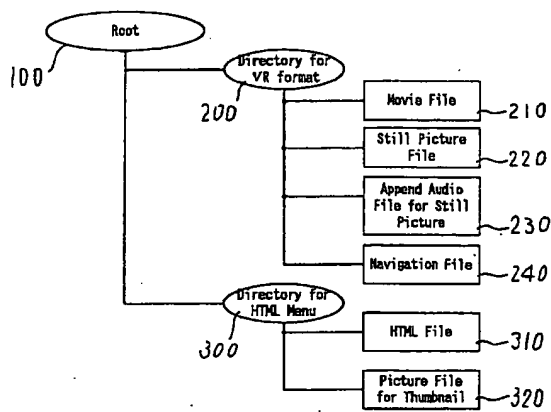 Root
100
Directory for
VR format
200
Movie File
210
Still Picture
File
220
Append Audio
File for Still
Picture
230
Navigation File
240
Directory for
HTML Menu
300
HTML File
310
Picture File
for Thumbnail
320